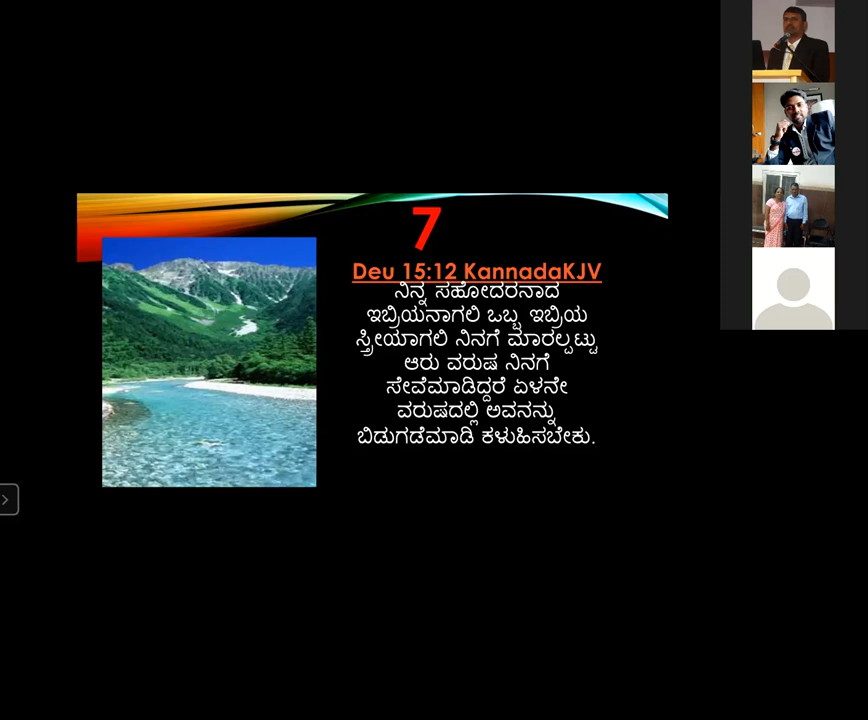 7
Deu 15:12 KannadaKJV
ನಿನ್ನ ಸಹೋದರನಾದ
ಇಬ್ರಿಯನಾಗಲಿ ಒಬ್ಬ ಇಬ್ರಿಯ
ಸ್ತ್ರೀಯಾಗಲಿ ನಿನಗೆ ಮಾರಲ್ಪಟ್ಟು
ಆರು ವರುಷ ನಿನಗೆ
ಸೇವೆಮಾಡಿದ್ದರೆ ಏಳನೇ
ವರುಷದಲ್ಲಿ ಅವನನ್ನು
ಬಿಡುಗಡೆಮಾಡಿ ಕಳುಹಿಸಬೇಕು.